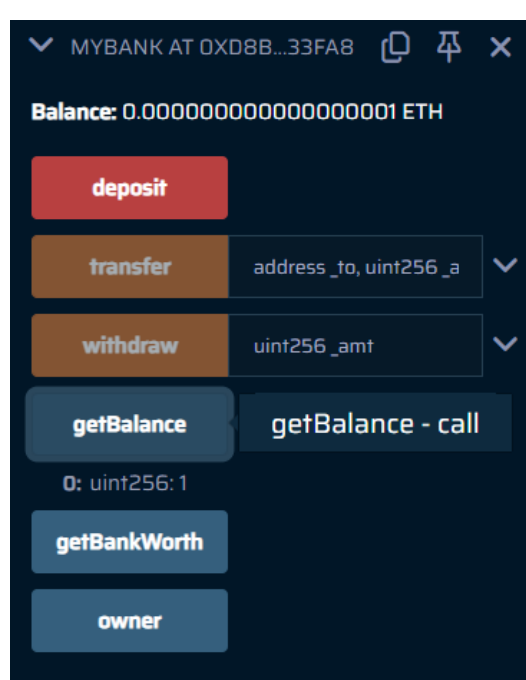 MYBANK AT 0XD8B...33FA8
Balance: 0.000000000000000001 ETH
deposit
transfer address _to, uint256 _a
withdraw uint256 _amt
getBalance getBalance - call
0: uint256: 1
getBankWorth
owner